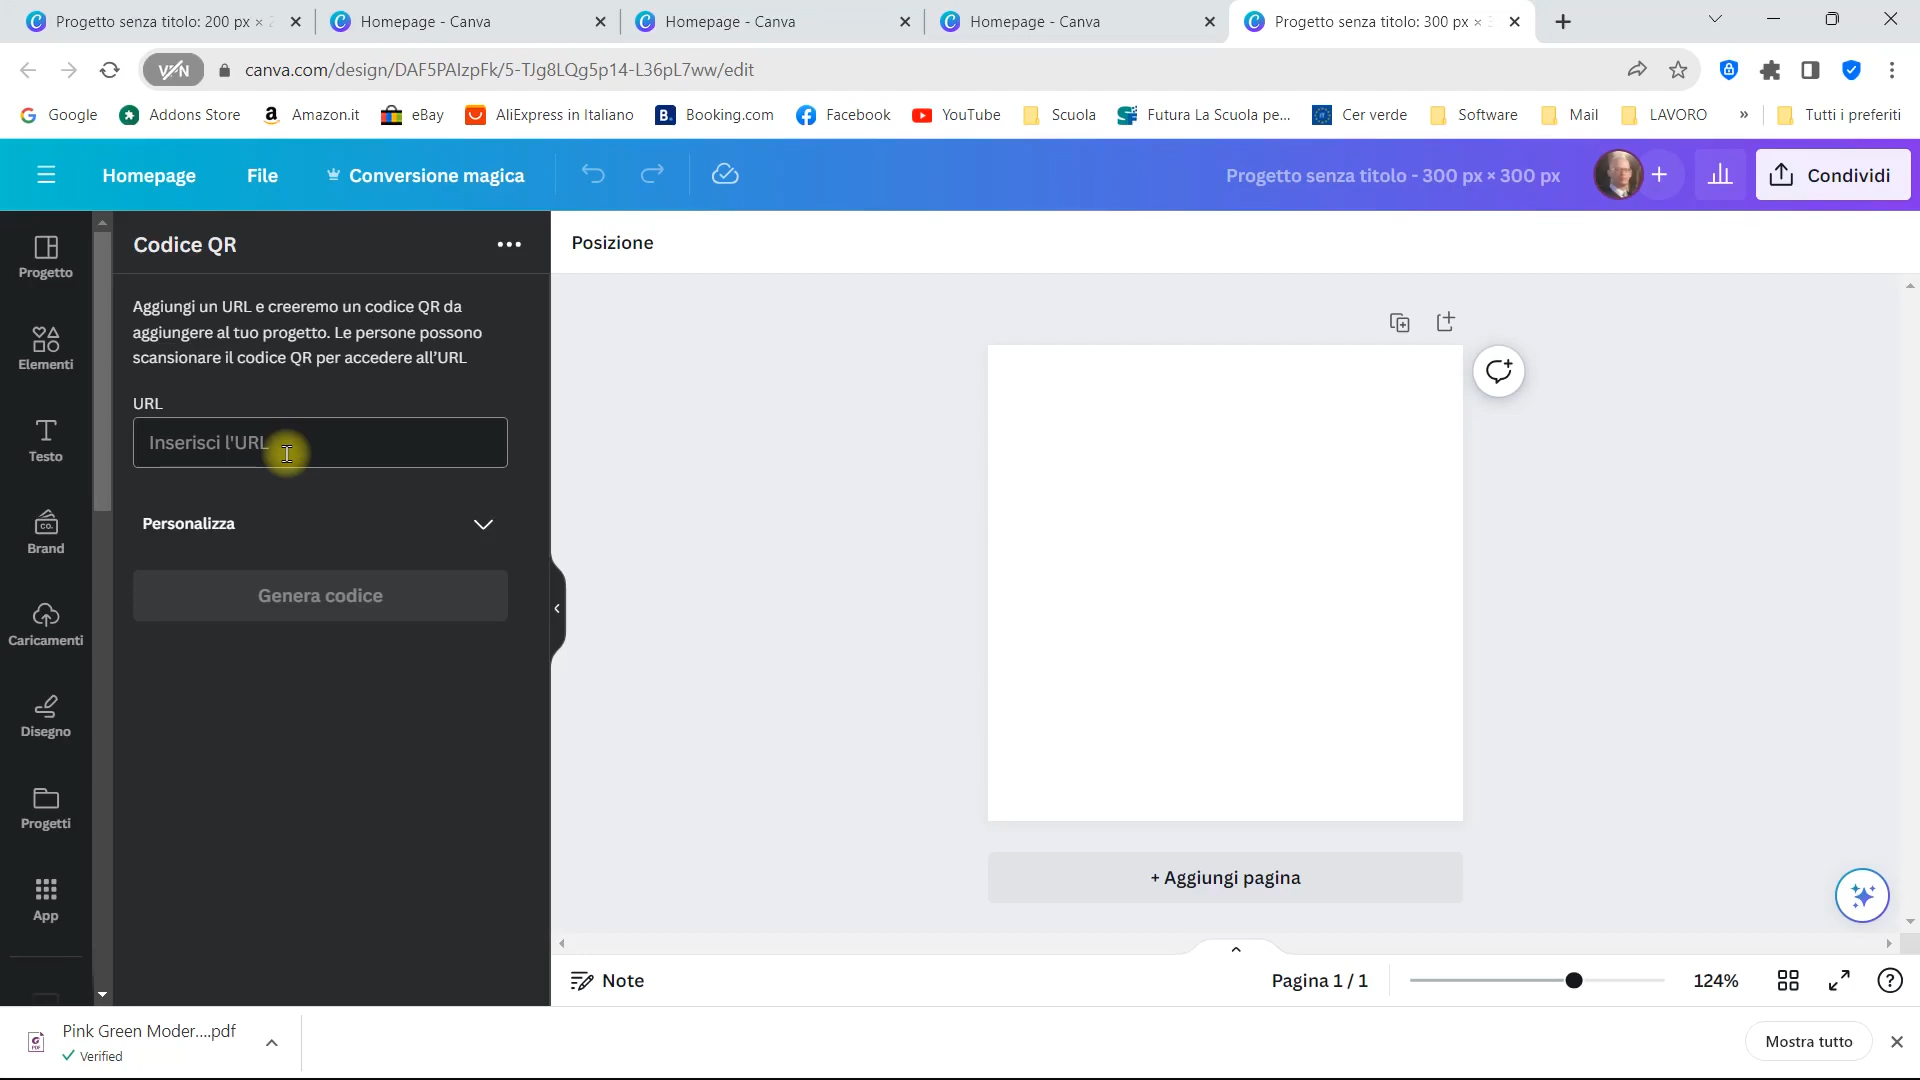 Progetto senza titolo: 200 px ×
Homepage - Canva
Homepage - Canva
Homepage - Canva
Progetto senza titolo: 300 px ×
VPN
canva.com/design/DAF5PAlzpFk/5-TJg8LQg5p14-L36pL7ww/edit
Google
Addons Store
Amazon.it
eBay
AliExpress in Italiano
Booking.com
Facebook
YouTube
Scuola
Futura La Scuola pe...
Cer verde
Software
Mail
LAVORO
»
Tutti i preferiti
Homepage
File
Conversione magica
Progetto senza titolo - 300 px × 300 px
Condividi
Progetto
Elementi
Testo
Brand
Caricamenti
Disegno
Progetti
App
Codice QR
Aggiungi un URL e creeremo un codice QR da
aggiungere al tuo progetto. Le persone possono
scansionare il codice QR per accedere all'URL
URL
Inserisci l'URL
Personalizza
Genera codice
Posizione
+ Aggiungi pagina
Note
Pagina 1 / 1
124%
Pink Green Moder....pdf
Verified
Mostra tutto